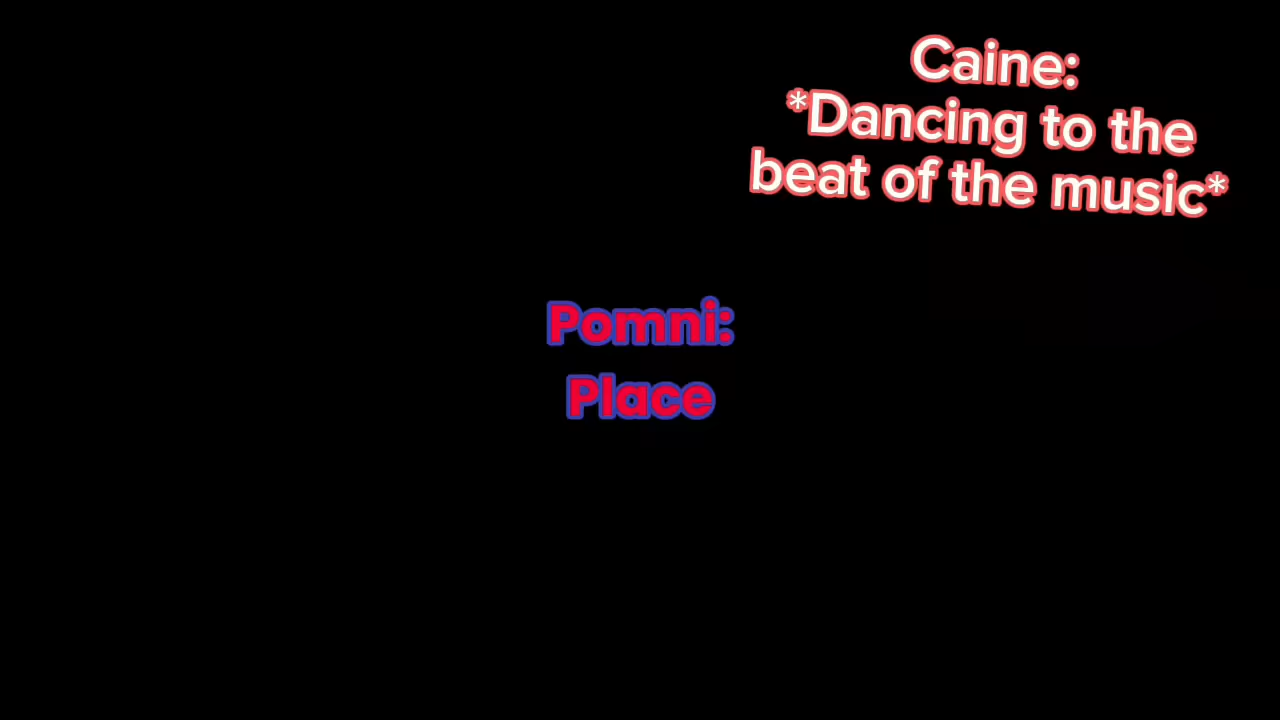 Caine:
*Dancing to the
beat of the music*
Pomni:
Place